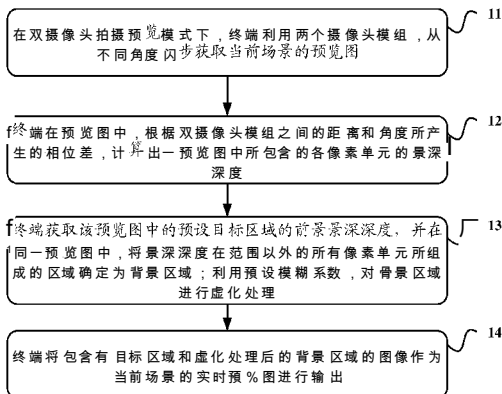 在双摄像头拍摄预览模式下，终端利用两个摄像头模组，从
不同角度闪步获取当前场景的预览图
11
f终端在预览图中，根据双摄像头模组之间的距离和角度所产
生的相位差，计算出一预览图中所包含的各像素单元的景深
深度
12
f终端获取该预览图中的预设目标区域的前景景深深度，并在
同一预览图中，将景深深度在范围以外的所有像素单元所组
成的区域确定为背景区域；利用预设模糊系数，对骨景区域
进行虚化处理
13
终端将包含有目标区域和虚化处理后的背景区域的图像作为
当前场景的实时预%图进行输出
14